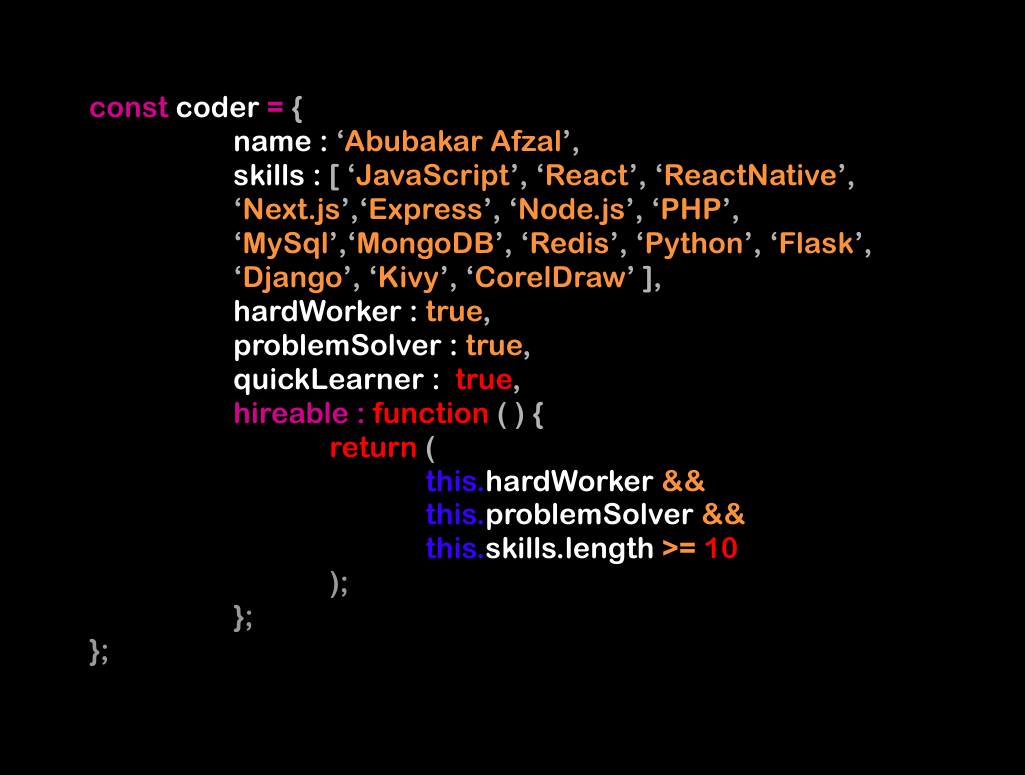 const coder = {
name : ‘Abubakar Afzal’,
skills : [ ‘JavaScript’, ‘React’, ‘ReactNative’,
‘Next.js’,‘Express’, ‘Node.js’, ‘PHP’,
‘MySql’,‘MongoDB’, ‘Redis’, ‘Python’, ‘Flask’,
‘Django’, ‘Kivy’, ‘CorelDraw’ ],
hardWorker : true,
problemSolver : true,
quickLearner :  true,
hireable : function ( ) {
return (
this.hardWorker &&
this.problemSolver &&
this.skills.length >= 10
);
};
};